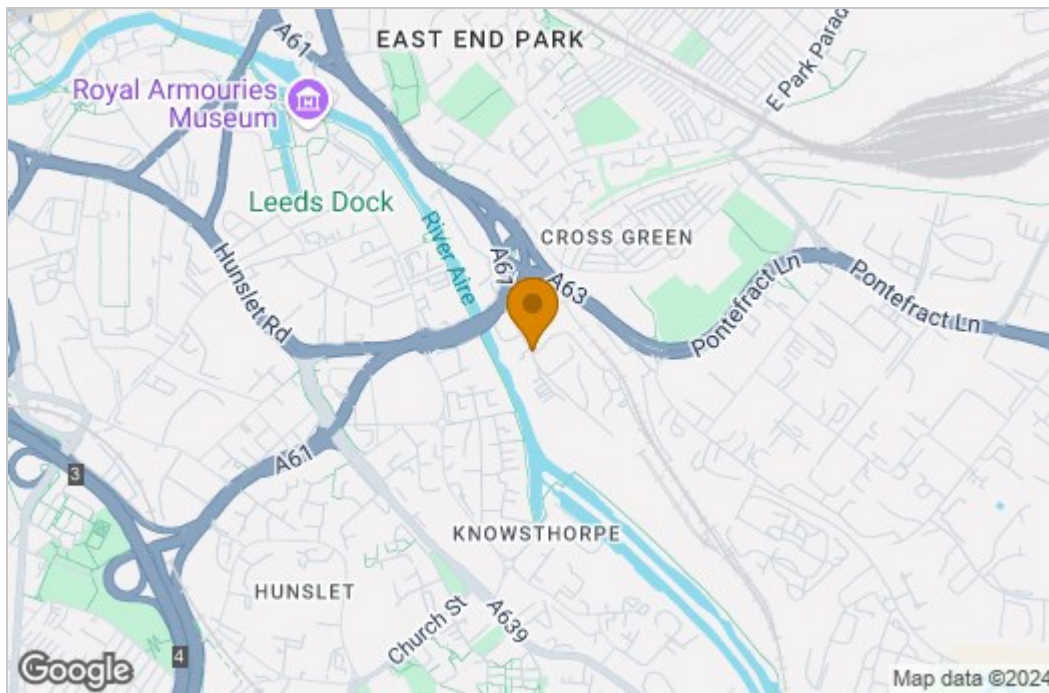 A61
EAST END PARK
E Park Parad
Royal Armouries
Museum
Leeds Dock
River Aire
CROSS GREEN
A61
A63
Pontefract Ln
Pontefract Ln
Hunslet Rd
A61
3
KNOWSTHORPE
HUNSLET
Church St
A639
4
Google
Map data ©2024